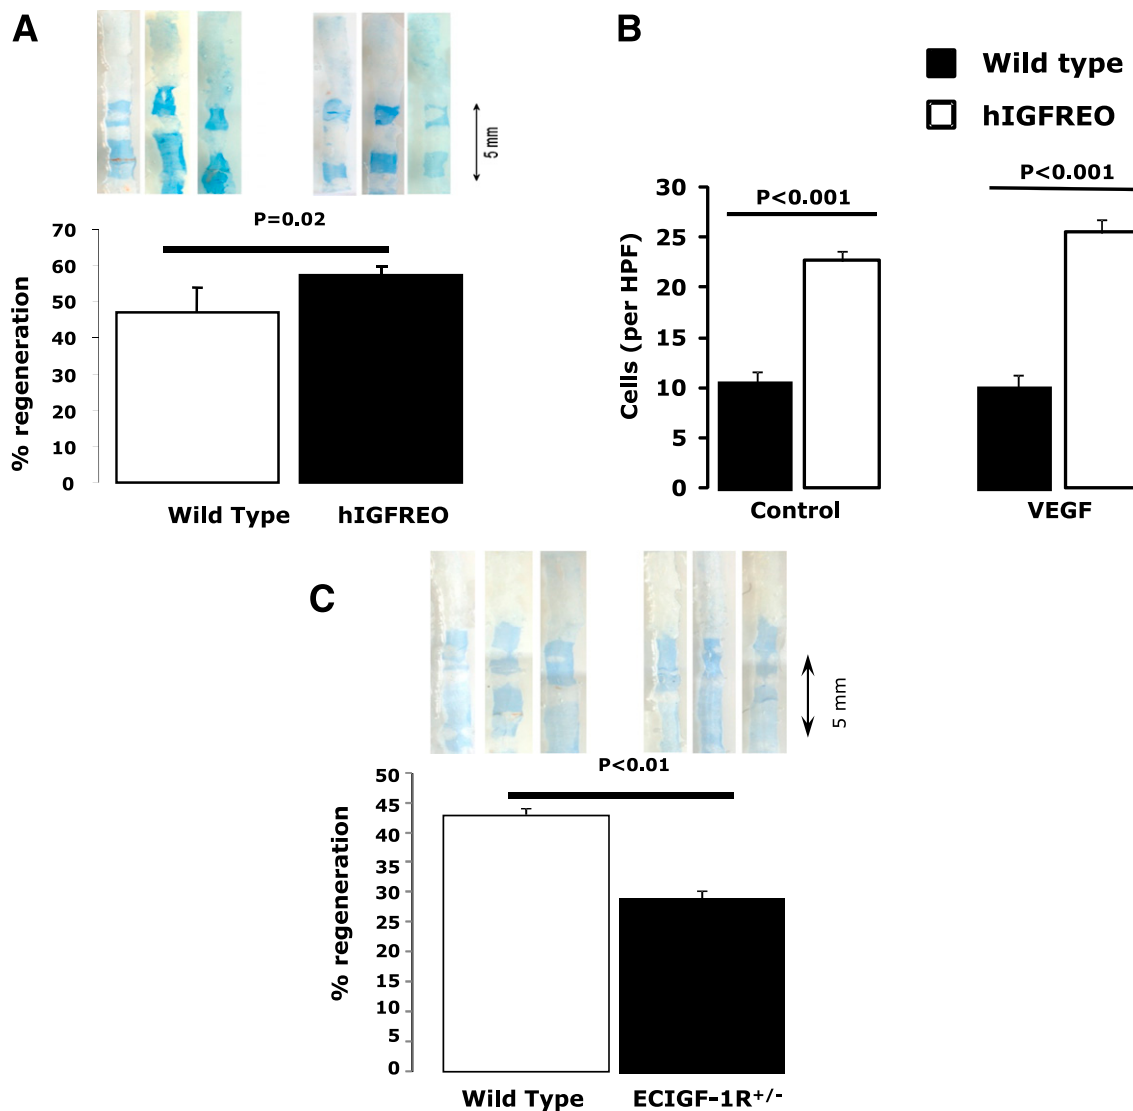 A
5 mm
P=0.02
% regeneration
70
60
50
40
30
20
10
0
Wild Type hIGFREO
B
Wild type
hIGFREO
P<0.001
P<0.001
Cells (per HPF)
30
25
20
15
10
5
0
Control VEGF
C
5 mm
P<0.01
% regeneration
50
45
40
35
30
25
20
15
10
5
0
Wild Type ECIGF-1R+/-